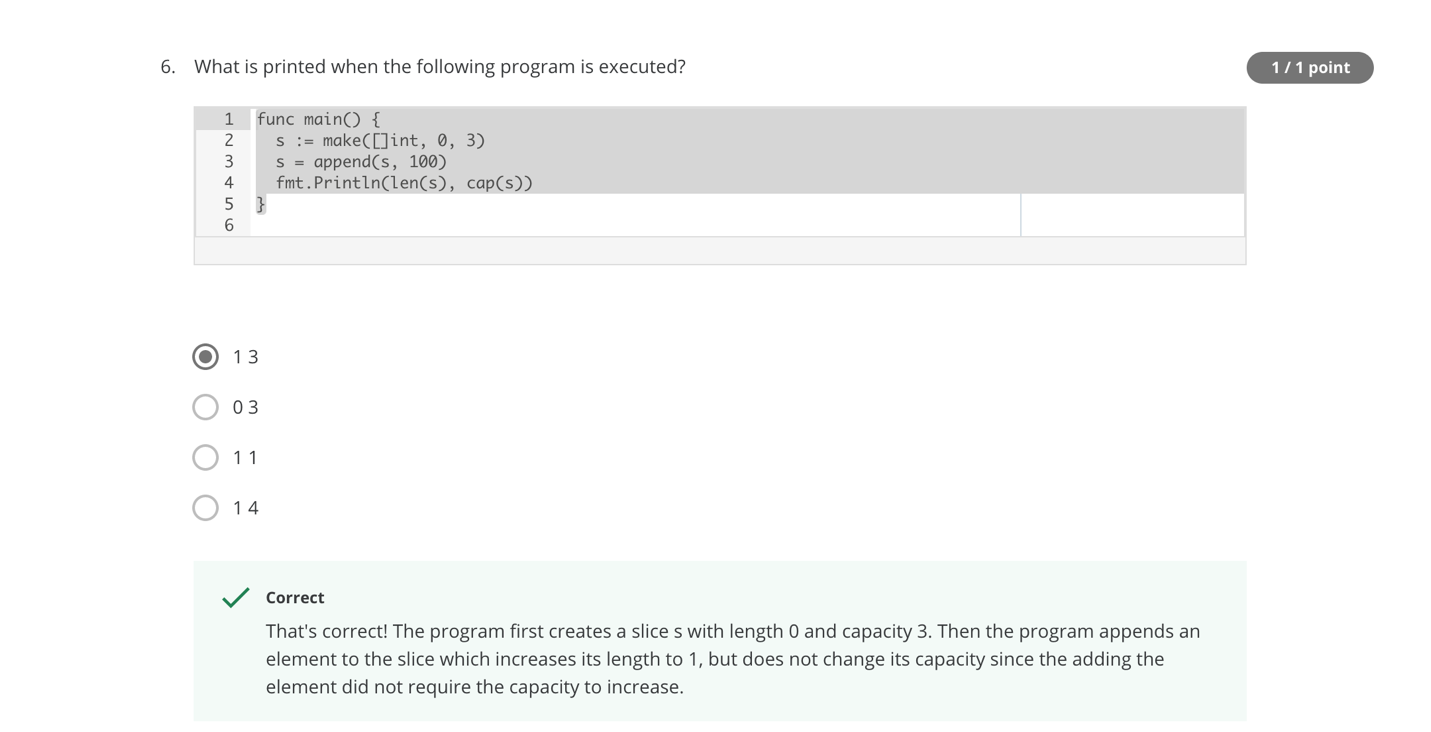 6. What is printed when the following program is executed?
1 / 1 point
1 func main() {
2   s := make([]int, 0, 3)
3   s = append(s, 100)
4   fmt.Println(len(s), cap(s))
5 }
6
1 3
0 3
1 1
1 4
Correct
That's correct! The program first creates a slice s with length 0 and capacity 3. Then the program appends an
element to the slice which increases its length to 1, but does not change its capacity since the adding the
element did not require the capacity to increase.